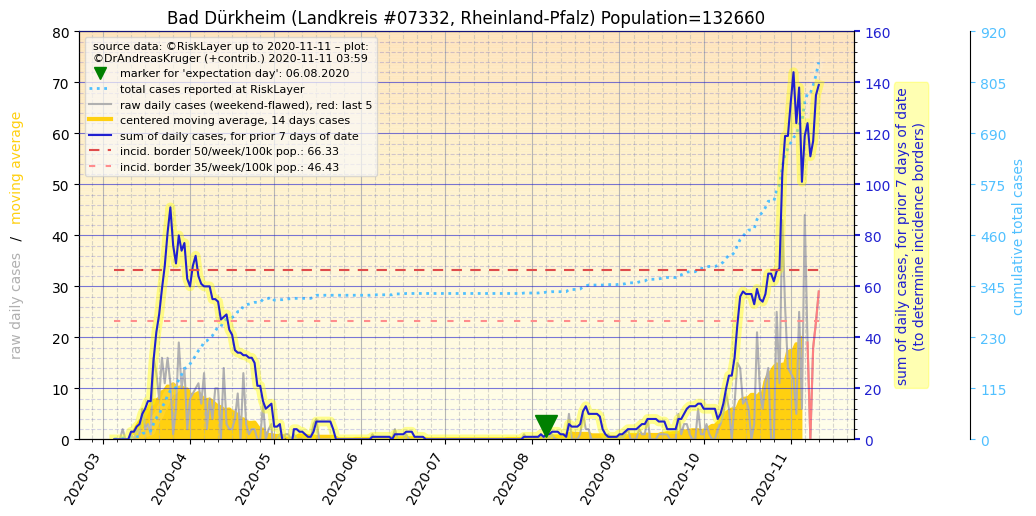 Bad Dürkheim (Landkreis #07332, Rheinland-Pfalz) Population=132660
source data: ©RiskLayer up to 2020-11-11 – plot:
©DrAndreasKruger (+contrib.) 2020-11-11 03:59
marker for 'expectation day': 06.08.2020
total cases reported at RiskLayer
raw daily cases (weekend-flawed), red: last 5
centered moving average, 14 days cases
sum of daily cases, for prior 7 days of date
incid. border 50/week/100k pop.: 66.33
incid. border 35/week/100k pop.: 46.43
raw daily cases / moving average
80
70
60
50
40
30
20
10
0
2020-03
2020-04
2020-05
2020-06
2020-07
2020-08
2020-09
2020-10
2020-11
160
140
120
100
80
60
40
20
0
sum of daily cases, for prior 7 days of date
(to determine incidence borders)
920
805
690
575
460
345
230
115
0
cumulative total cases